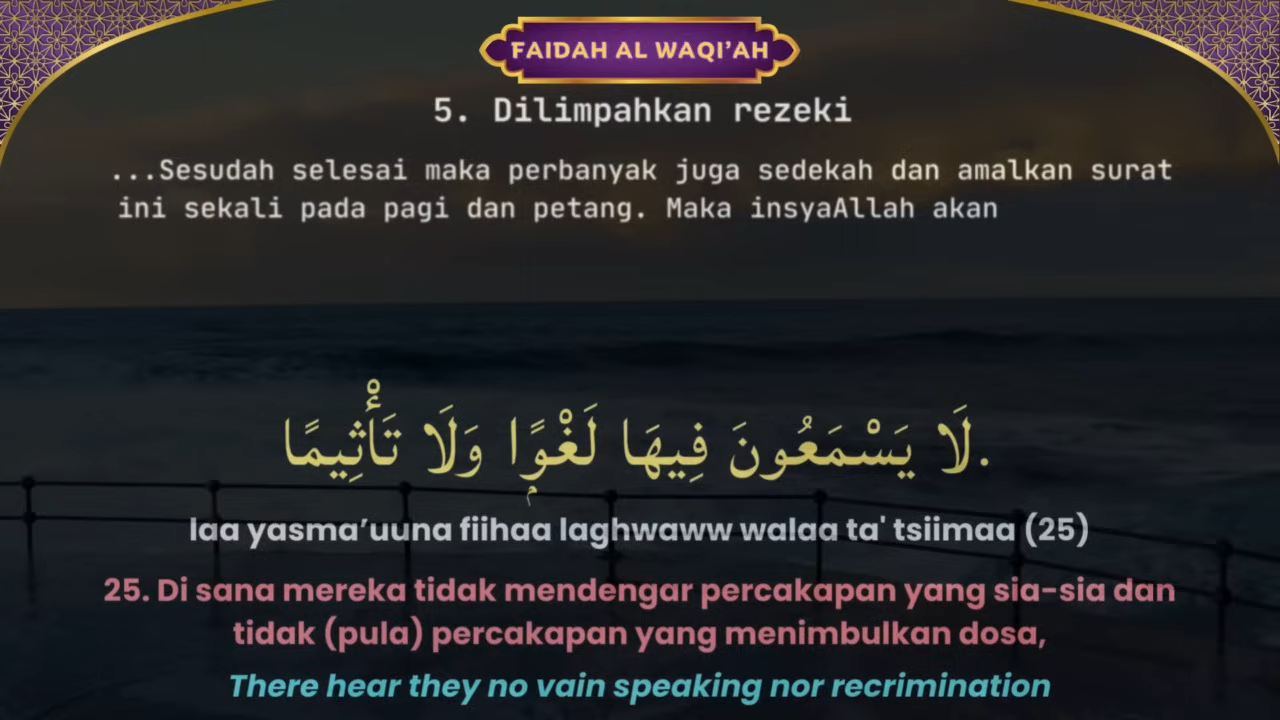 FAIDAH AL WAQI’AH
5. Dilimpahkan rezeki
...Sesudah selesai maka perbanyak juga sedekah dan amalkan surat
ini sekali pada pagi dan petang. Maka insyaAllah akan
لَا يَسْمَعُونَ فِيهَا لَغْوًۭا وَلَا تَأْثِيمًا.
laa yasma’uuna fiihaa laghwaww walaa ta' tsiimaa (25)
25. Di sana mereka tidak mendengar percakapan yang sia-sia dan
tidak (pula) percakapan yang menimbulkan dosa,
There hear they no vain speaking nor recrimination